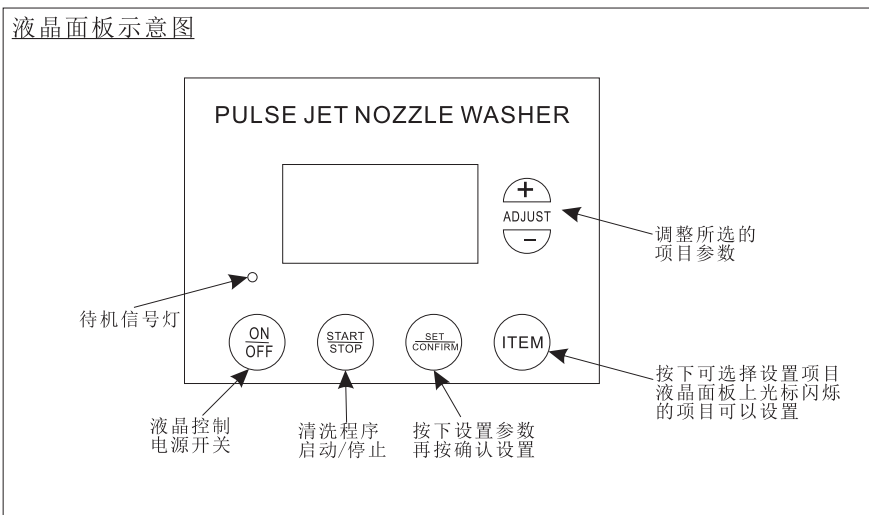 液晶面板示意图
PULSE JET NOZZLE WASHER
+
ADJUST
−
调整所选的
项目参数
待机信号灯
ON
OFF
START
STOP
SET
CONFIRM
ITEM
液晶控制
电源开关
清洗程序
启动/停止
按下设置参数
再按确认设置
按下可选择设置项目
液晶面板上光标闪烁
的项目可以设置